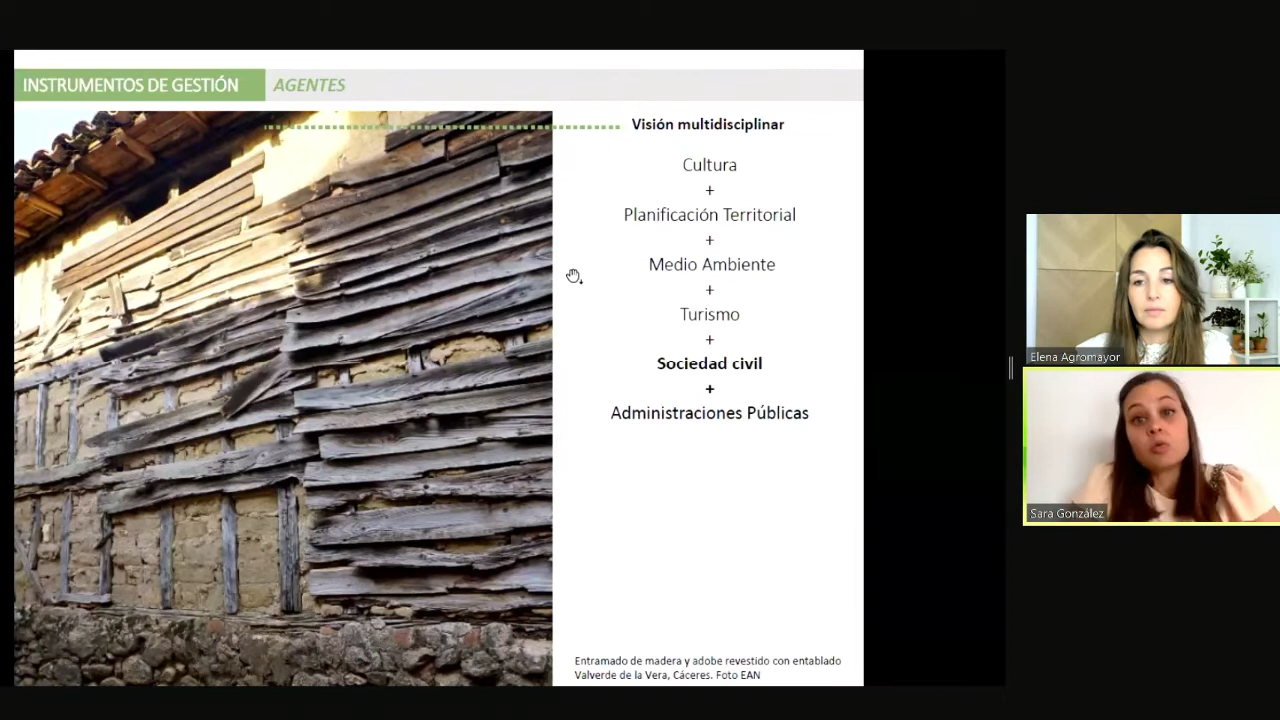 INSTRUMENTOS DE GESTIÓN
AGENTES
Visión multidisciplinar
Cultura
+
Planificación Territorial
+
Medio Ambiente
+
Turismo
+
Sociedad civil
+
Administraciones Públicas
Entramado de madera y adobe revestido con entablado
Valverde de la Vera, Cáceres. Foto EAN
Elena Agromayor
Sara González